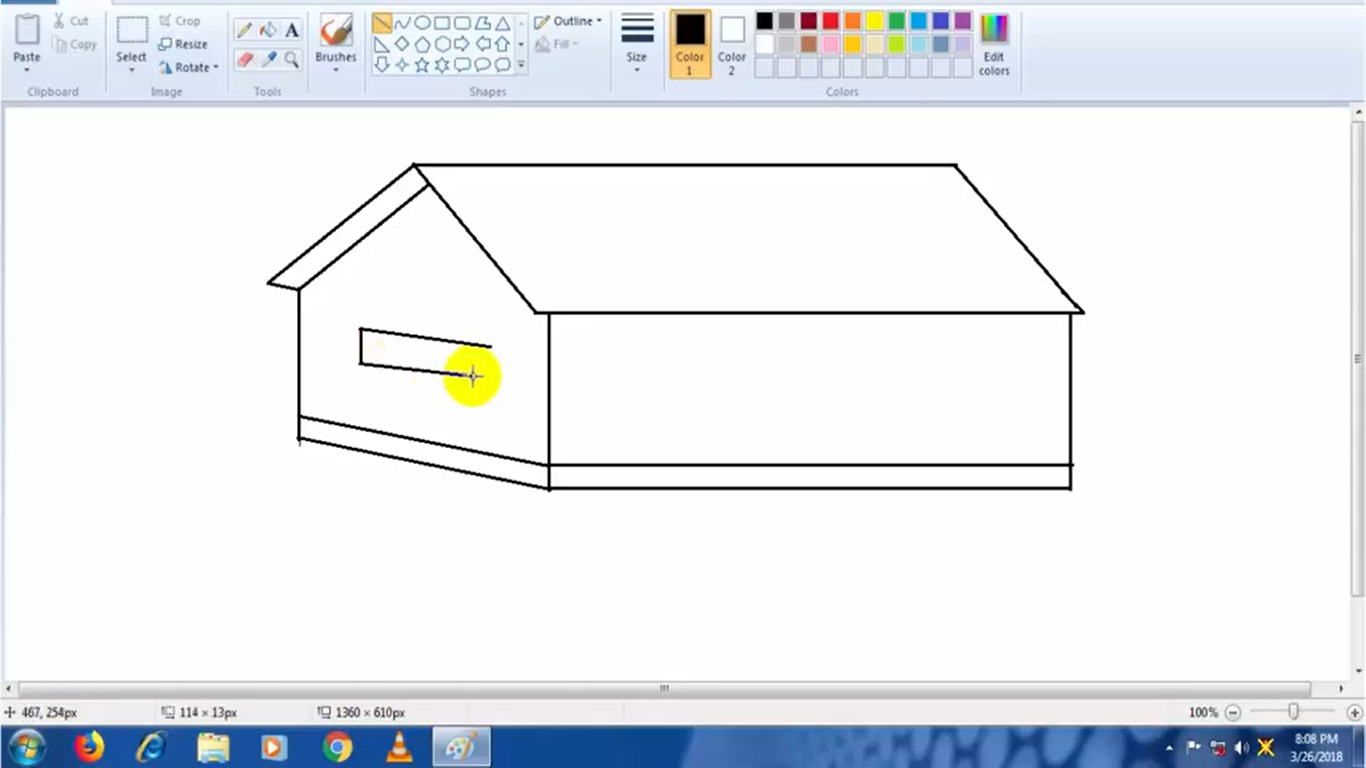 Cut
Crop
Outline
Copy
Resize
Fill
Paste
Select
Rotate
Brushes
Size
Color 1
Color 2
Edit colors
Clipboard
Image
Tools
Shapes
Colors
A
467, 254px
114 × 13px
1360 × 610px
100%
8:08 PM
3/26/2018